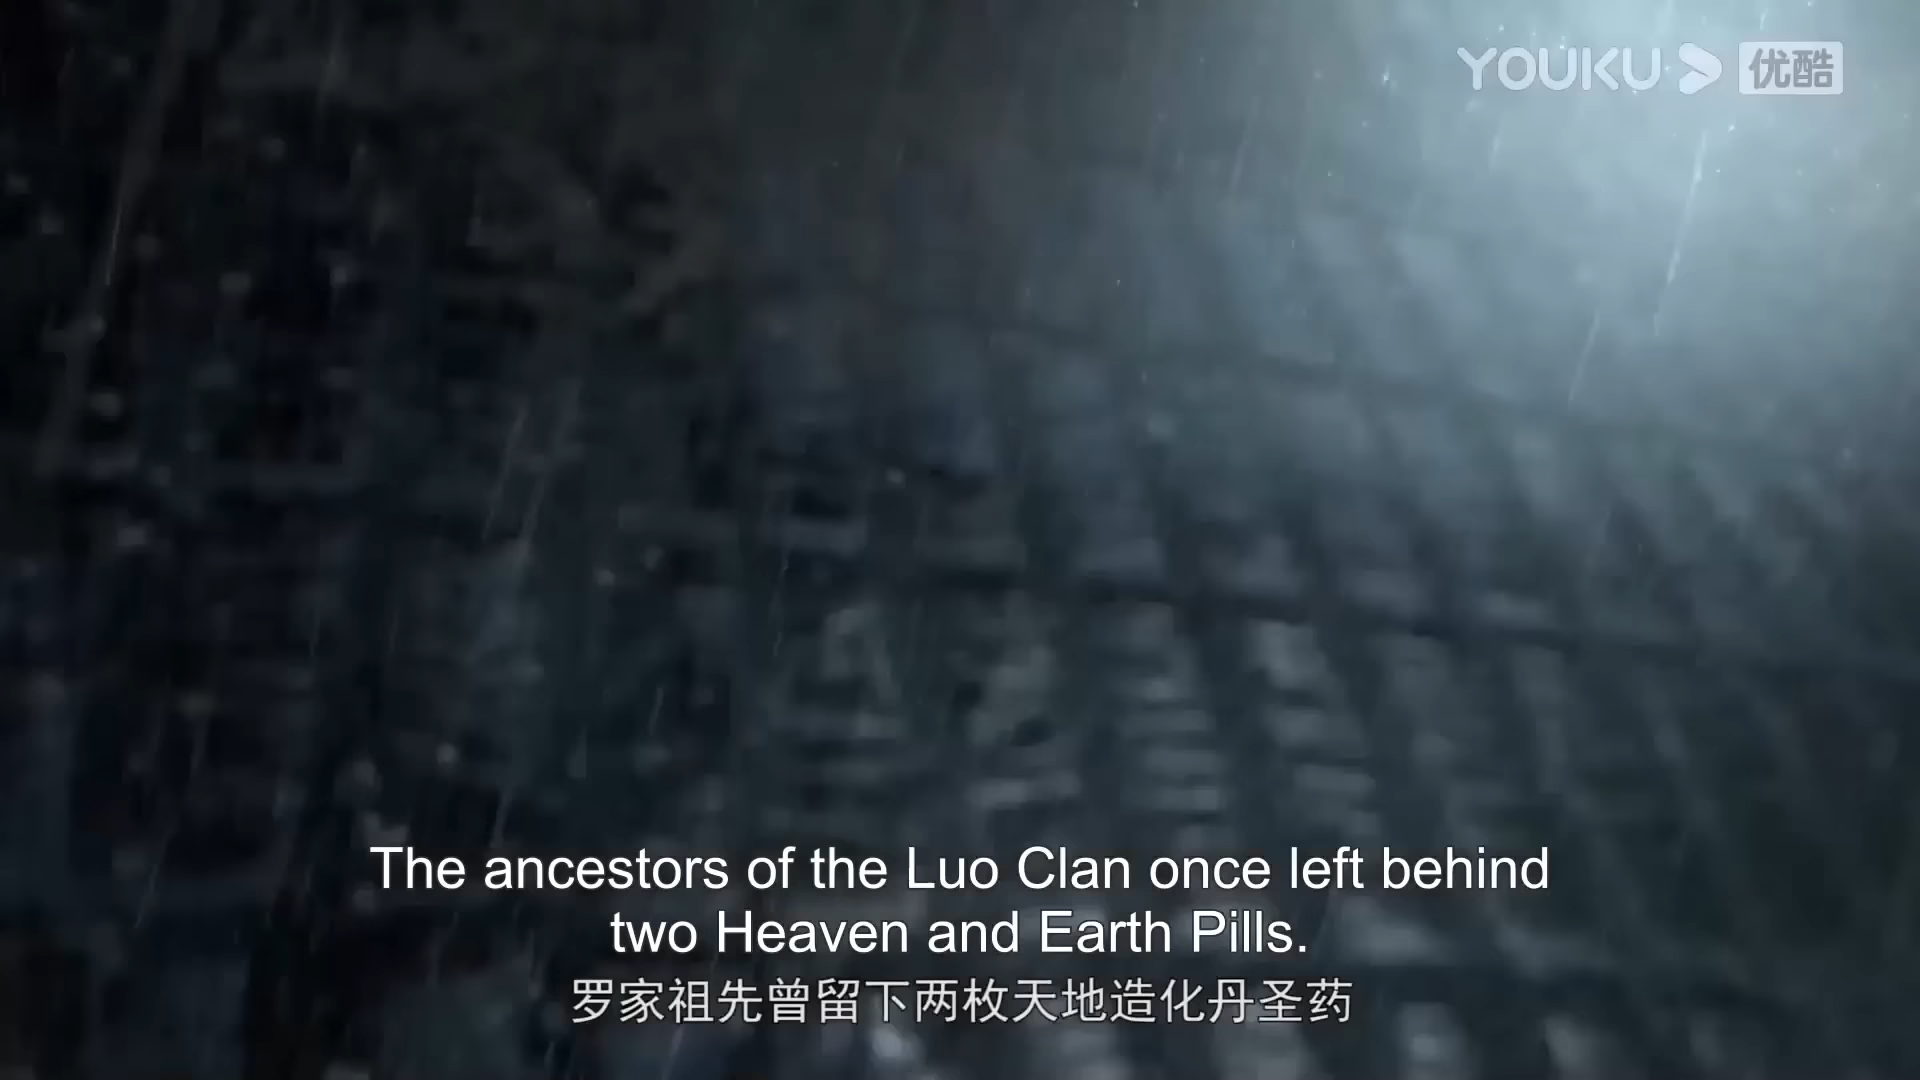 YOUKU 优酷
The ancestors of the Luo Clan once left behind
two Heaven and Earth Pills.
罗家祖先曾留下两枚天地造化丹圣药